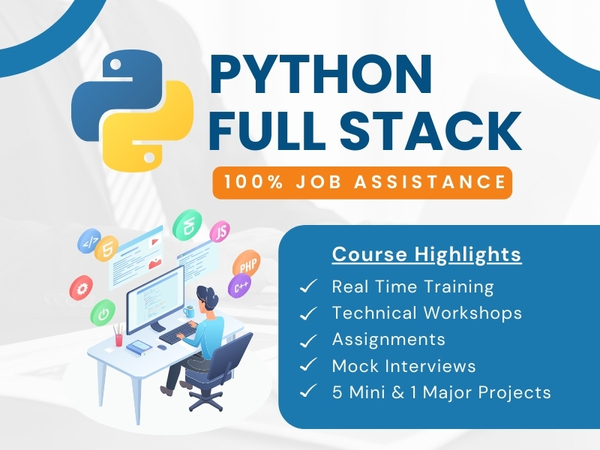 PYTHON
FULL STACK
100% JOB ASSISTANCE
</>
5
JS
PHP
C++
Course Highlights
Real Time Training
Technical Workshops
Assignments
Mock Interviews
5 Mini & 1 Major Projects